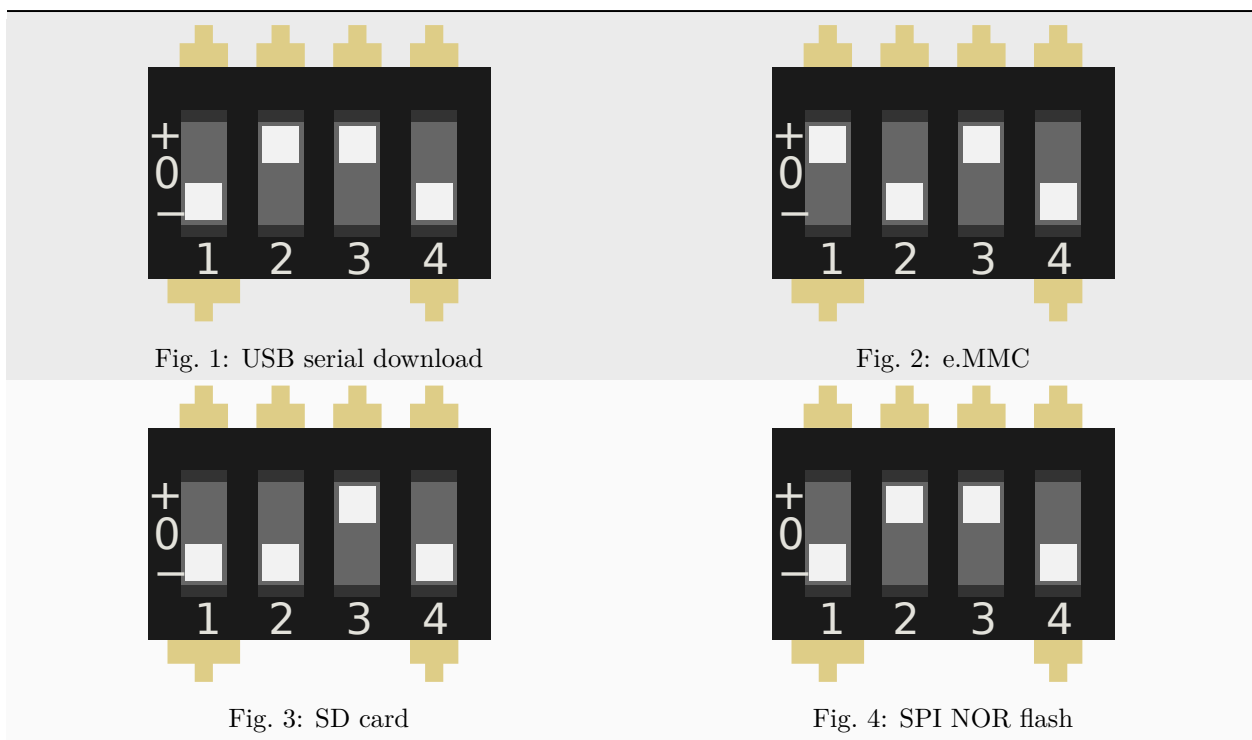 +
0
−
1 2 3 4
Fig. 1: USB serial download
+
0
−
1 2 3 4
Fig. 2: e.MMC
+
0
−
1 2 3 4
Fig. 3: SD card
+
0
−
1 2 3 4
Fig. 4: SPI NOR flash